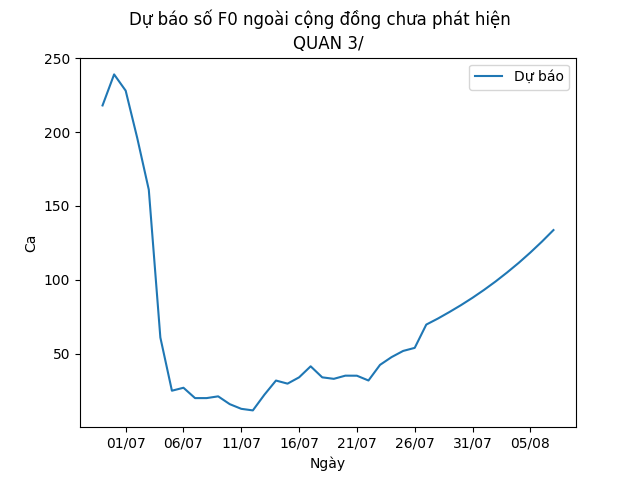 Dự báo số F0 ngoài cộng đồng chưa phát hiện
QUAN 3/
Dự báo
250
200
150
100
50
Ca
01/07 06/07 11/07 16/07 21/07 26/07 31/07 05/08
Ngày